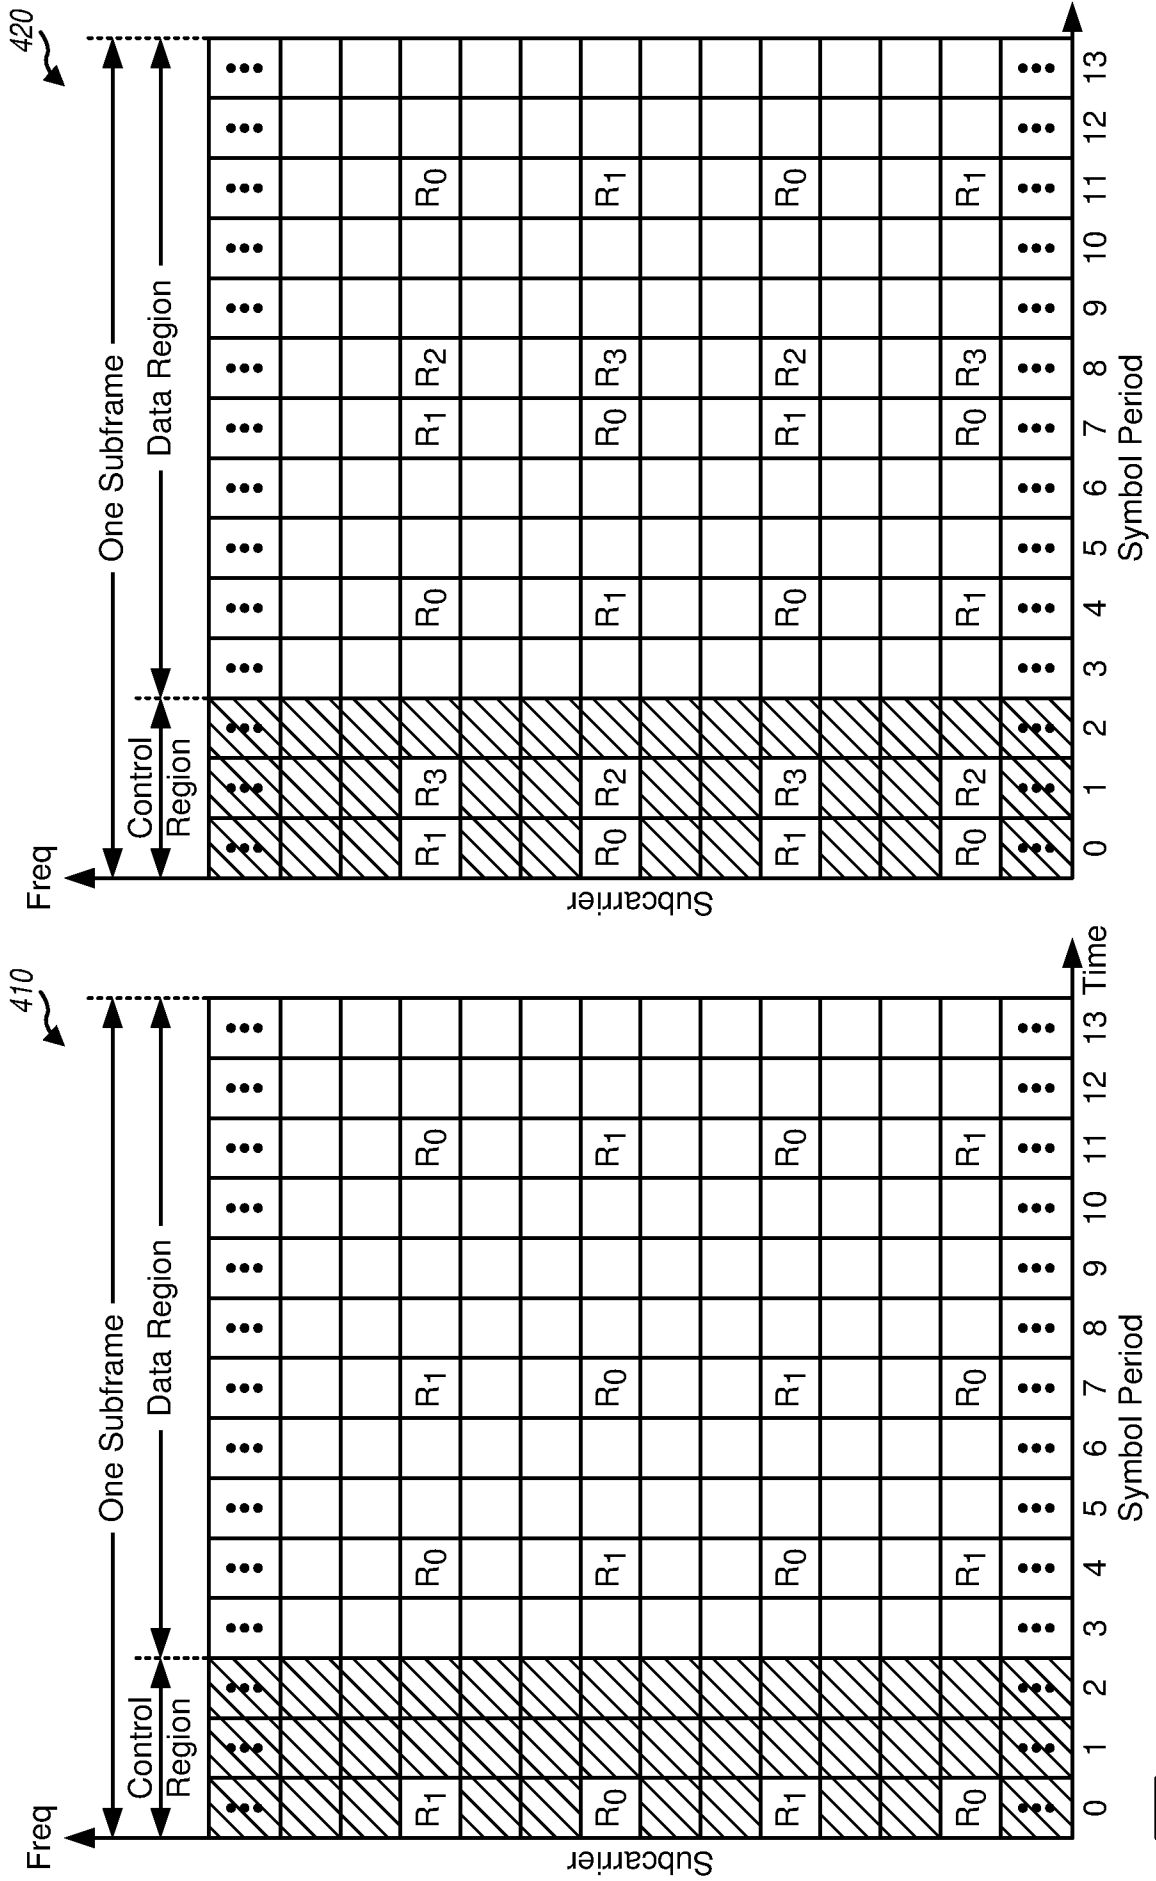 410
Freq
One Subframe
Control Region
Data Region
••• ••• ••• ••• ••• ••• ••• ••• ••• ••• ••• ••• ••• •••
R1 R0 R1 R0
R0 R1 R0 R1
R1 R0 R1 R0
R0 R1 R0 R1
••• ••• ••• ••• ••• ••• ••• ••• ••• ••• ••• ••• ••• •••
Subcarrier
0 1 2 3 4 5 6 7 8 9 10 11 12 13
Time
Symbol Period
420
Freq
One Subframe
Control Region
Data Region
••• ••• ••• ••• ••• ••• ••• ••• ••• ••• ••• ••• ••• •••
R1 R3 R0 R1 R2 R0
R0 R2 R1 R0 R3 R1
R1 R3 R0 R1 R2 R0
R0 R2 R1 R0 R3 R1
••• ••• ••• ••• ••• ••• ••• ••• ••• ••• ••• ••• ••• •••
Subcarrier
0 1 2 3 4 5 6 7 8 9 10 11 12 13
Symbol Period